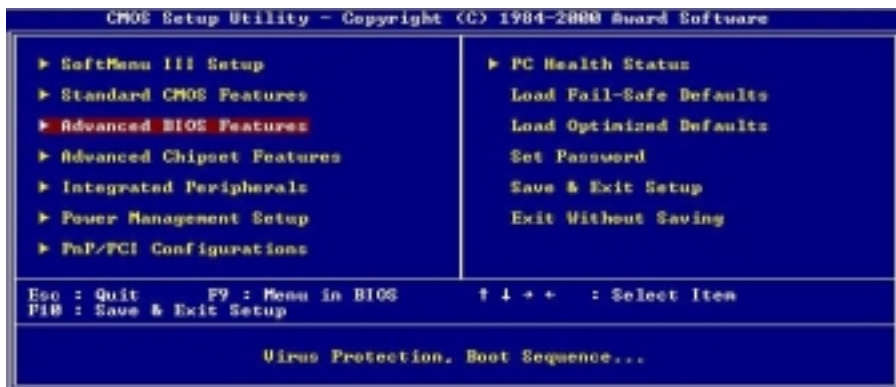 CMOS Setup Utility - Copyright (C) 1984-2000 Award Software
▶ SoftMenu III Setup
▶ Standard CMOS Features
▶ Advanced BIOS Features
▶ Advanced Chipset Features
▶ Integrated Peripherals
▶ Power Management Setup
▶ PnP/PCI Configurations
▶ PC Health Status
Load Fail-Safe Defaults
Load Optimized Defaults
Set Password
Save & Exit Setup
Exit Without Saving
Esc : Quit F9 : Menu in BIOS ↑ ↓ → ← : Select Item
F10 : Save & Exit Setup
Virus Protection, Boot Sequence...